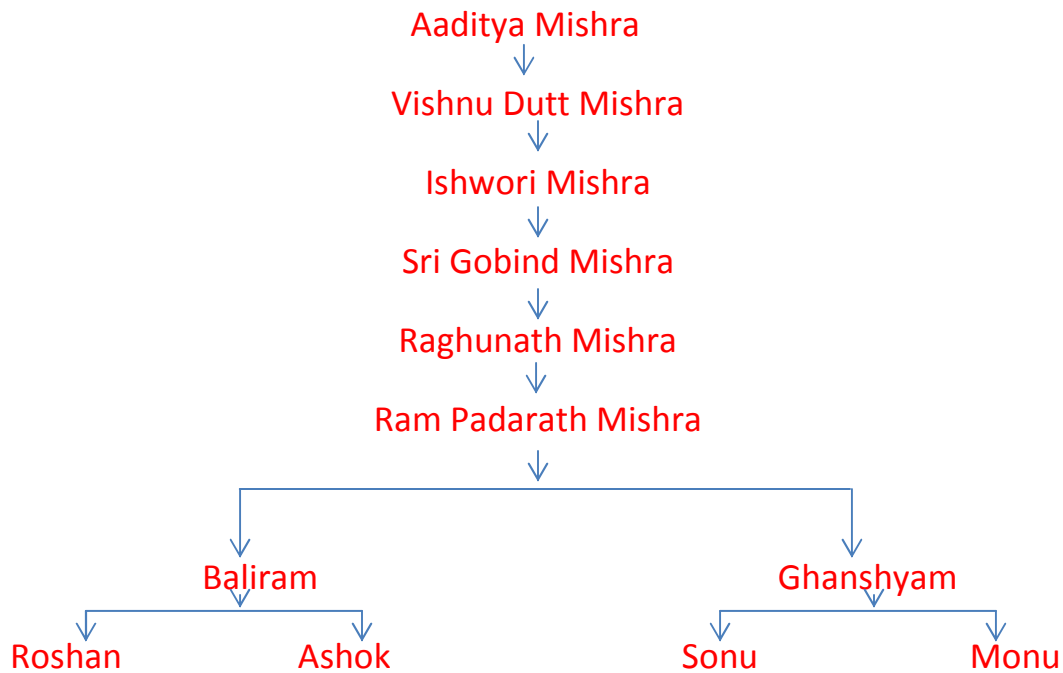 Aaditya Mishra
Vishnu Dutt Mishra
Ishwori Mishra
Sri Gobind Mishra
Raghunath Mishra
Ram Padarath Mishra
Baliram Ghanshyam
Roshan Ashok Sonu Monu